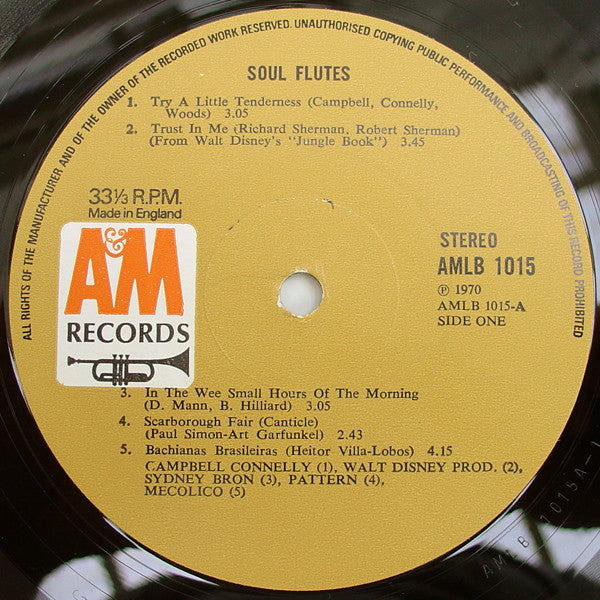 ALL RIGHTS OF THE MANUFACTURER AND OF THE OWNER OF THE RECORDED WORK RESERVED. UNAUTHORISED COPYING PUBLIC PERFORMANCE AND BROADCASTING OF THIS RECORD PROHIBITED
SOUL FLUTES
1. Try A Little Tenderness (Campbell, Connelly,
Woods) 3.05
2. Trust In Me (Richard Sherman, Robert Sherman)
(From Walt Disney's "Jungle Book") 3.45
33⅓ R.P.M.
Made in England
A&M
RECORDS
STEREO
AMLB 1015
℗ 1970
AMLB 1015-A
SIDE ONE
3. In The Wee Small Hours Of The Morning
(D. Mann, B. Hilliard) 3.05
4. Scarborough Fair (Canticle)
(Paul Simon-Art Garfunkel) 2.43
5. Bachianas Brasileiras (Heitor Villa-Lobos) 4.15
CAMPBELL CONNELLY (1), WALT DISNEY PROD. (2),
SYDNEY BRON (3), PATTERN (4),
MECOLICO (5)
AMLB 1015A-1